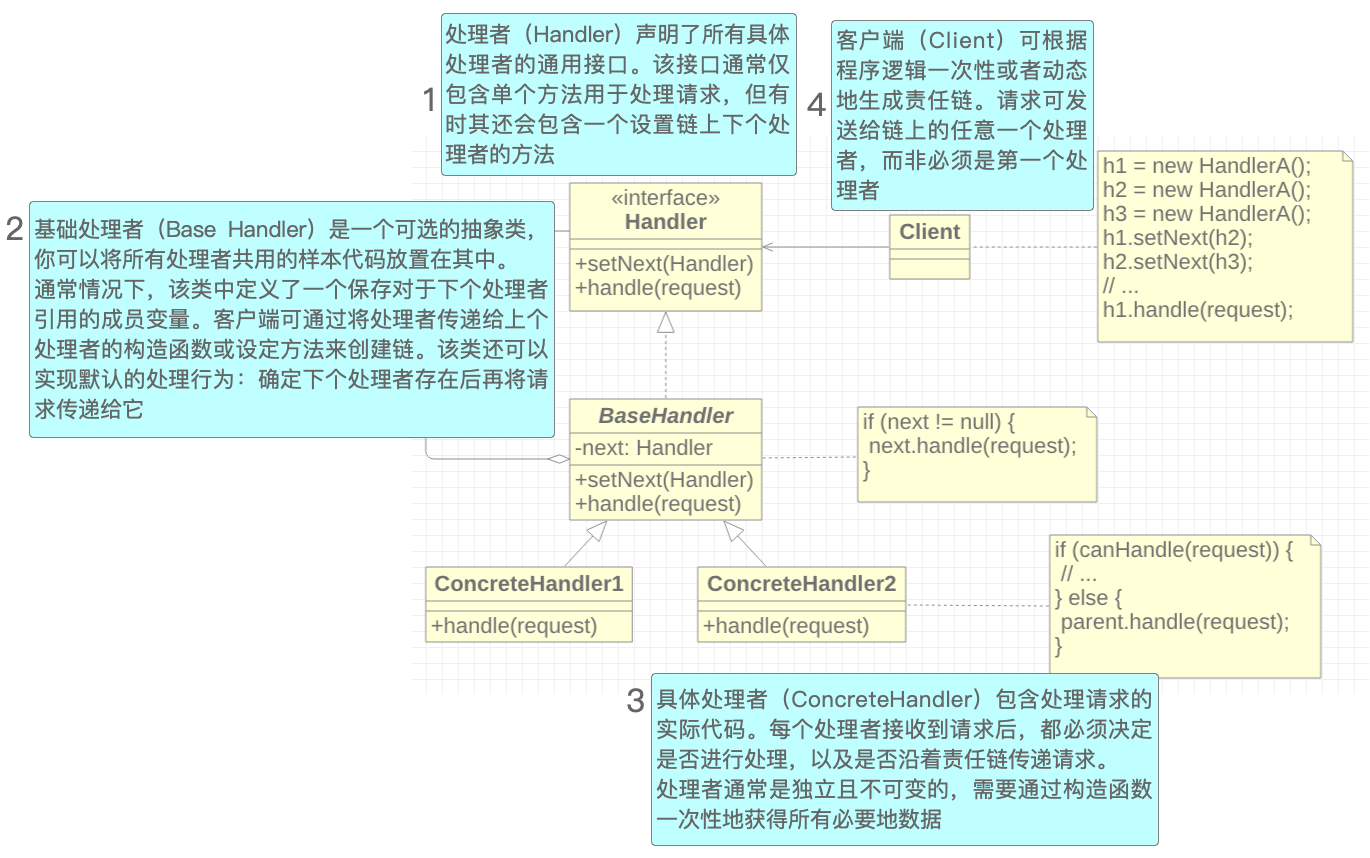 1
处理者（Handler）声明了所有具体
处理者的通用接口。该接口通常仅
包含单个方法用于处理请求，但有
时其还会包含一个设置链上下个处
理者的方法
4
客户端（Client）可根据
程序逻辑一次性或者动态
地生成责任链。请求可发
送给链上的任意一个处理
者，而非必须是第一个处
理者
h1 = new HandlerA();
h2 = new HandlerA();
h3 = new HandlerA();
h1.setNext(h2);
h2.setNext(h3);
// ...
h1.handle(request);
2
基础处理者（Base Handler）是一个可选的抽象类，
你可以将所有处理者共用的样本代码放置在其中。
通常情况下，该类中定义了一个保存对于下个处理者
引用的成员变量。客户端可通过将处理者传递给上个
处理者的构造函数或设定方法来创建链。该类还可以
实现默认的处理行为：确定下个处理者存在后再将请
求传递给它
«interface»
Handler
+setNext(Handler)
+handle(request)
Client
BaseHandler
-next: Handler
+setNext(Handler)
+handle(request)
if (next != null) {
next.handle(request);
}
ConcreteHandler1
+handle(request)
ConcreteHandler2
+handle(request)
if (canHandle(request)) {
// ...
} else {
parent.handle(request);
}
3
具体处理者（ConcreteHandler）包含处理请求的
实际代码。每个处理者接收到请求后，都必须决定
是否进行处理，以及是否沿着责任链传递请求。
处理者通常是独立且不可变的，需要通过构造函数
一次性地获得所有必要地数据